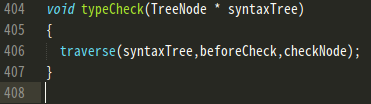 404 void typeCheck(TreeNode * syntaxTree)
405 {
406   traverse(syntaxTree,beforeCheck,checkNode);
407 }
408